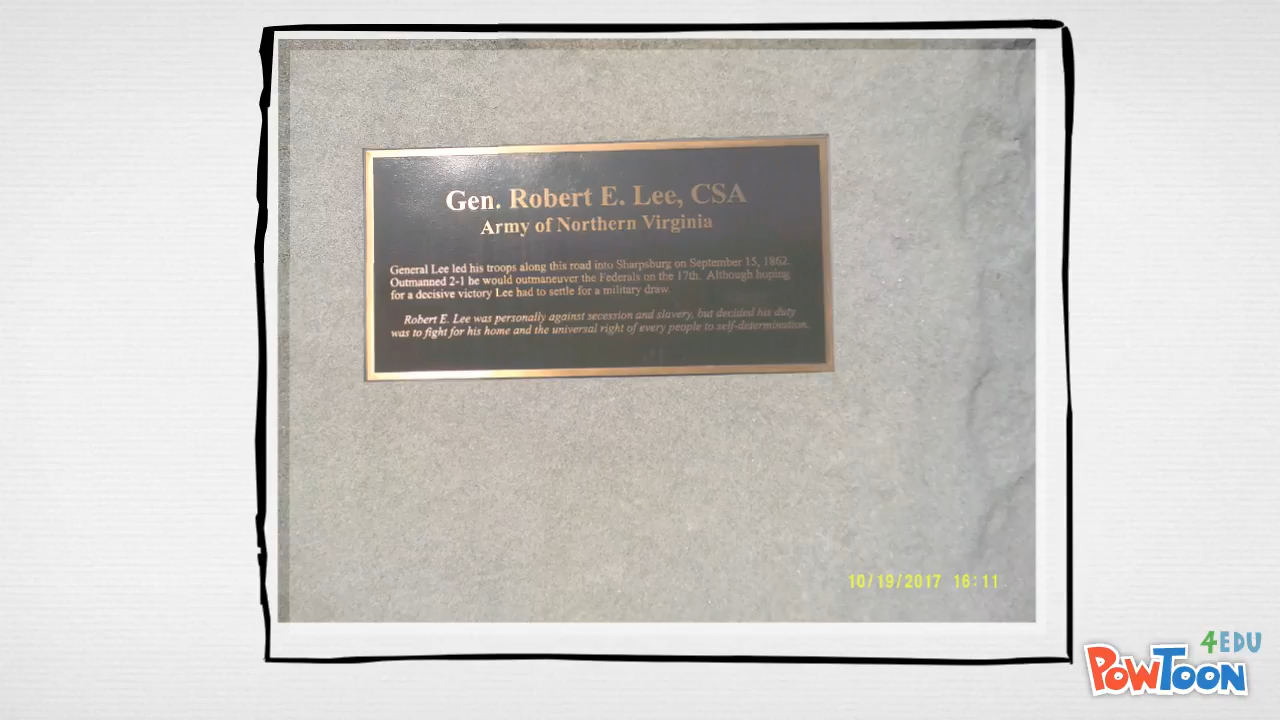 Gen. Robert E. Lee, CSA
Army of Northern Virginia
General Lee led his troops along this road into Sharpsburg on September 15, 1862.
Outmanned 2-1 he would outmaneuver the Federals on the 17th. Although hoping
for a decisive victory Lee had to settle for a military draw.
Robert E. Lee was personally against secession and slavery, but decided his duty
was to fight for his home and the universal right of every people to self-determination.
10/19/2017 16:11
4EDU
POWTOON